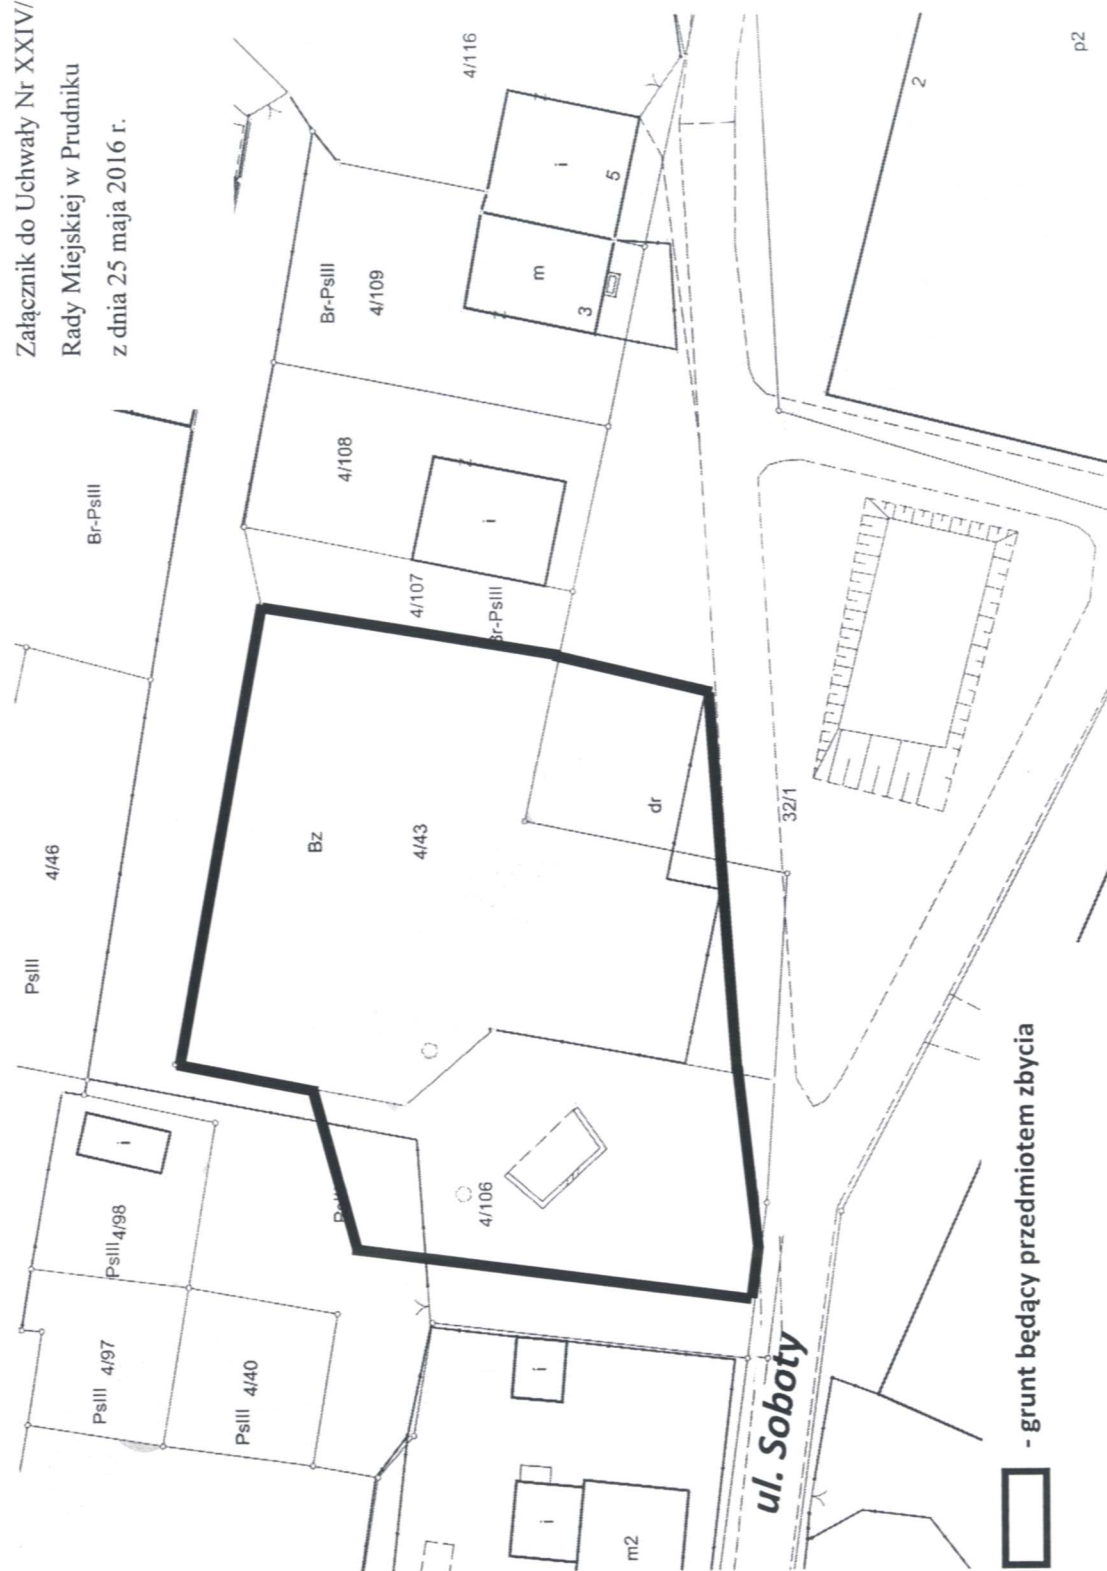 Załącznik do Uchwały Nr XXIV/
Rady Miejskiej w Prudniku
z dnia 25 maja 2016 r.
4/116
p2
2
i
5
m
3
Br-PsIII
4/109
4/108
i
Br-PsIII
4/107
Br-PsIII
4/46
PsIII
Bz
4/43
dr
32/1
i
PsIII 4/98
4/106
PsIII 4/97
PsIII 4/40
i
i
m2
ul. Soboty
- grunt będący przedmiotem zbycia